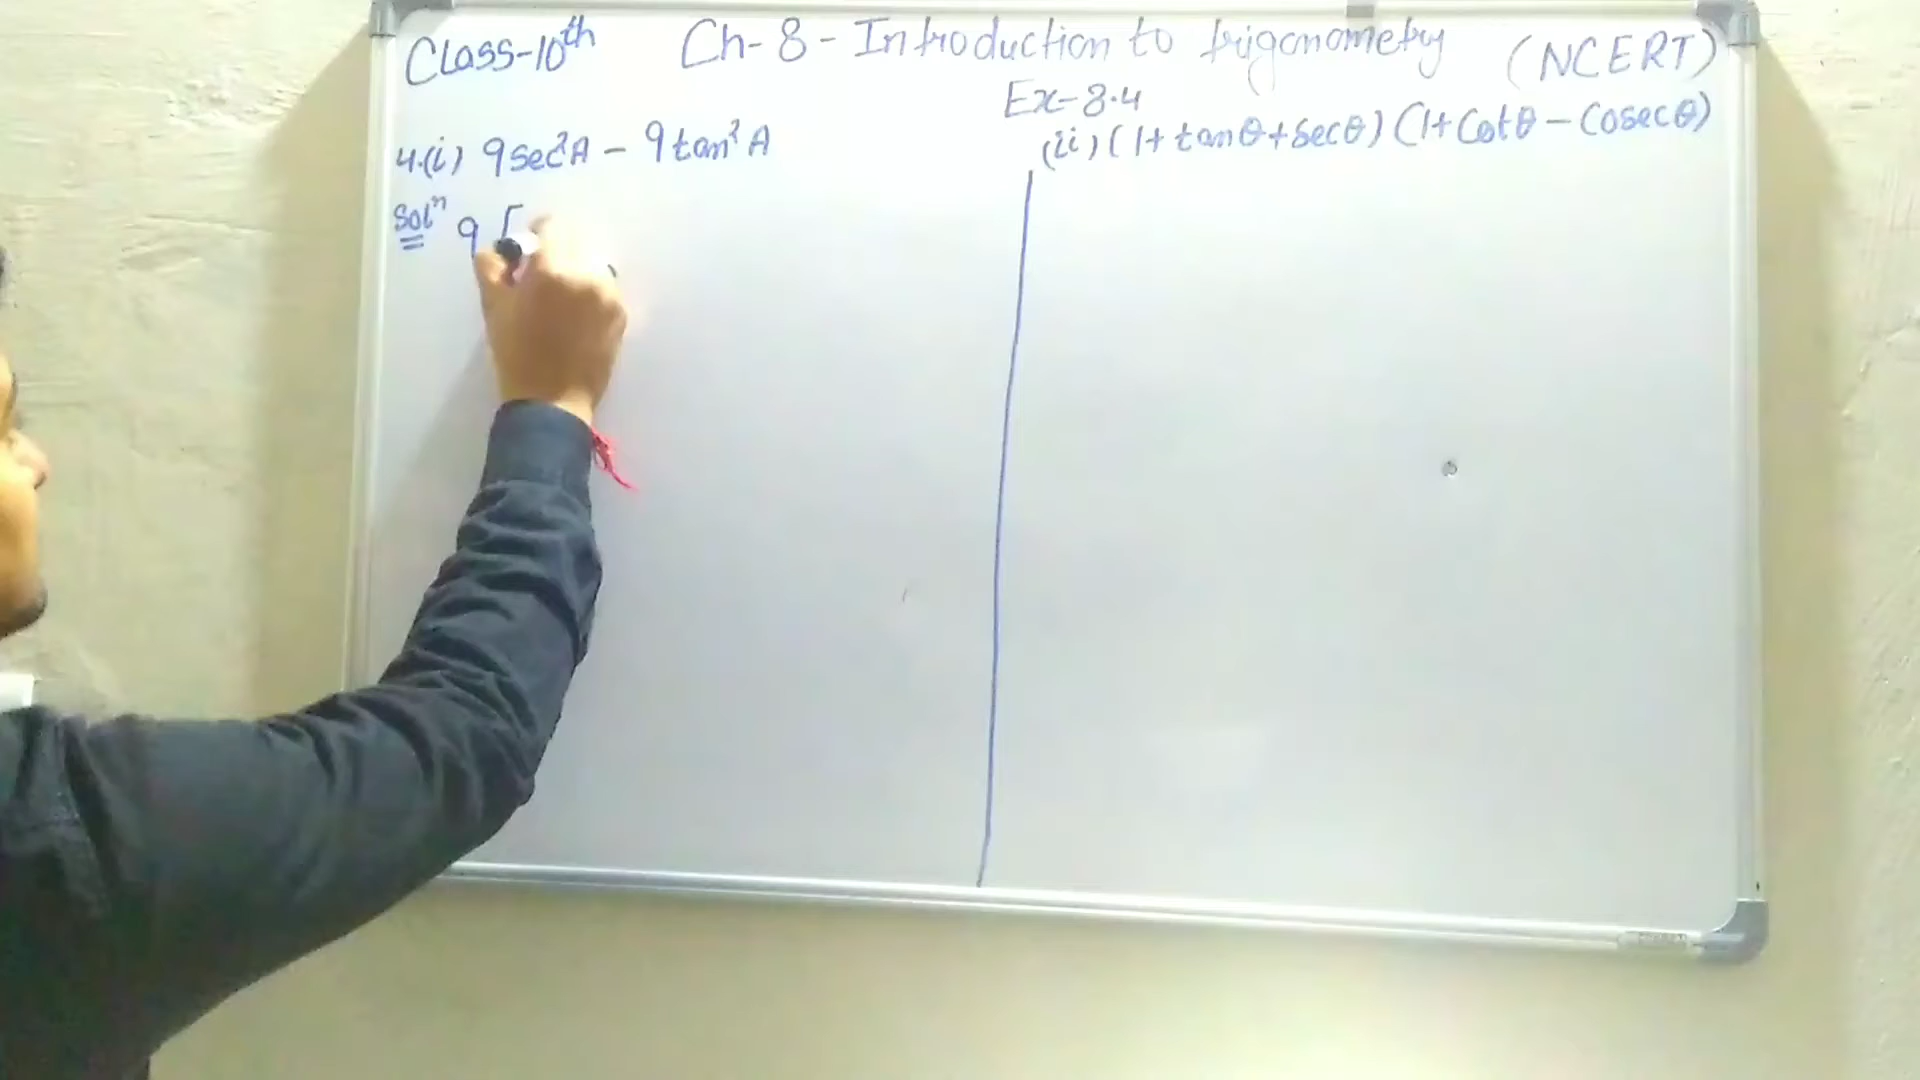 Class-10th Ch-8-Introduction to trigonometry (NCERT)
Ex-8.4
4.(i) 9sec²A - 9tan²A
(ii) (1+tanθ+secθ) (1+Cotθ-Cosecθ)
Solⁿ 9[